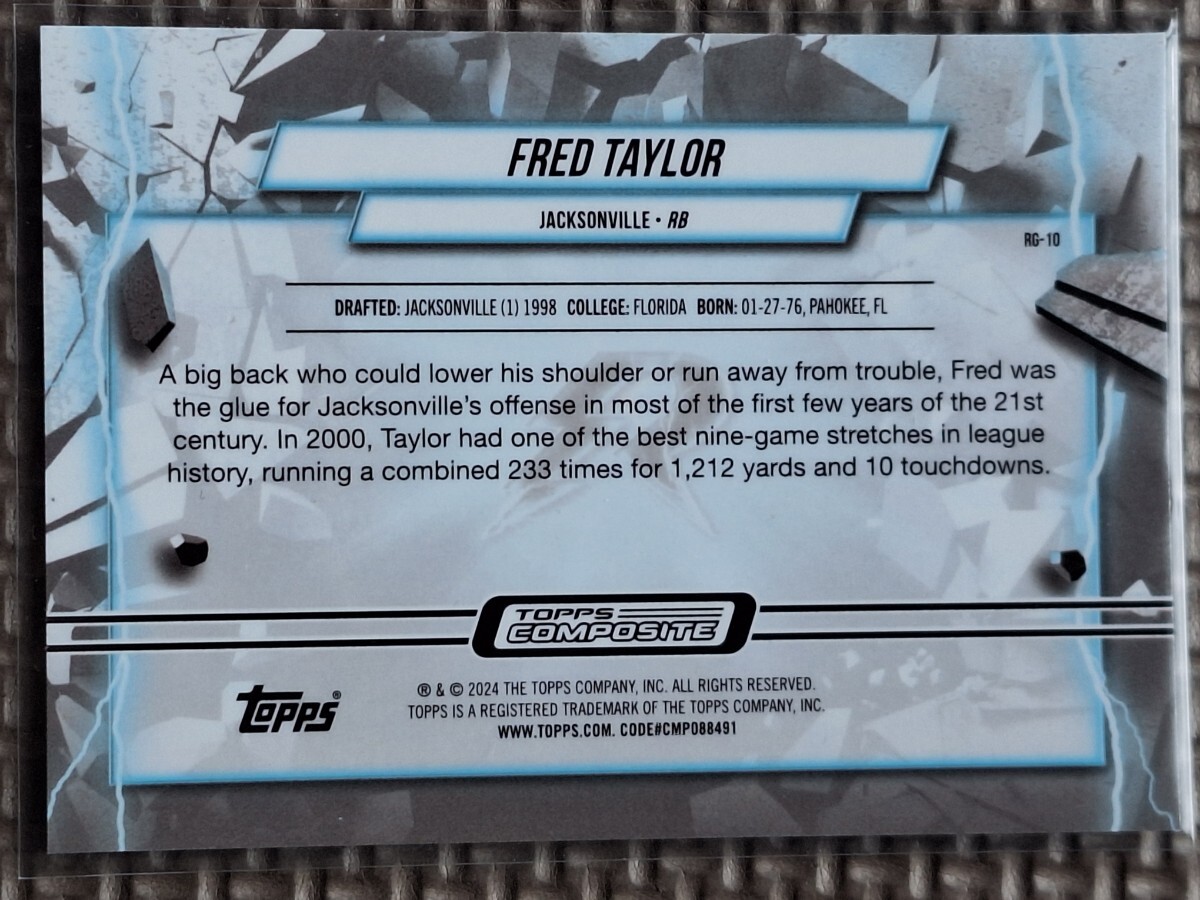 FRED TAYLOR
JACKSONVILLE • RB
RG-10
DRAFTED: JACKSONVILLE (1) 1998 COLLEGE: FLORIDA BORN: 01-27-76, PAHOKEE, FL
A big back who could lower his shoulder or run away from trouble, Fred was
the glue for Jacksonville's offense in most of the first few years of the 21st
century. In 2000, Taylor had one of the best nine-game stretches in league
history, running a combined 233 times for 1,212 yards and 10 touchdowns.
TOPPS
COMPOSITE
TOPPS®
® & © 2024 THE TOPPS COMPANY, INC. ALL RIGHTS RESERVED.
TOPPS IS A REGISTERED TRADEMARK OF THE TOPPS COMPANY, INC.
WWW.TOPPS.COM. CODE#CMP088491